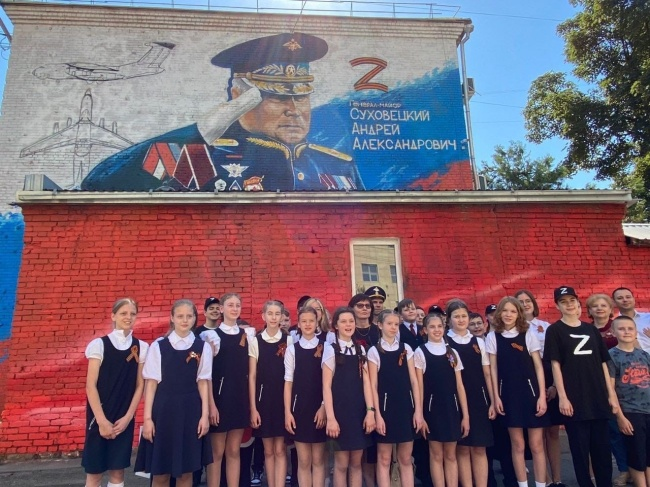 Z
Генерал-майор
Суховецкий
Андрей
Александрович
Z
Z